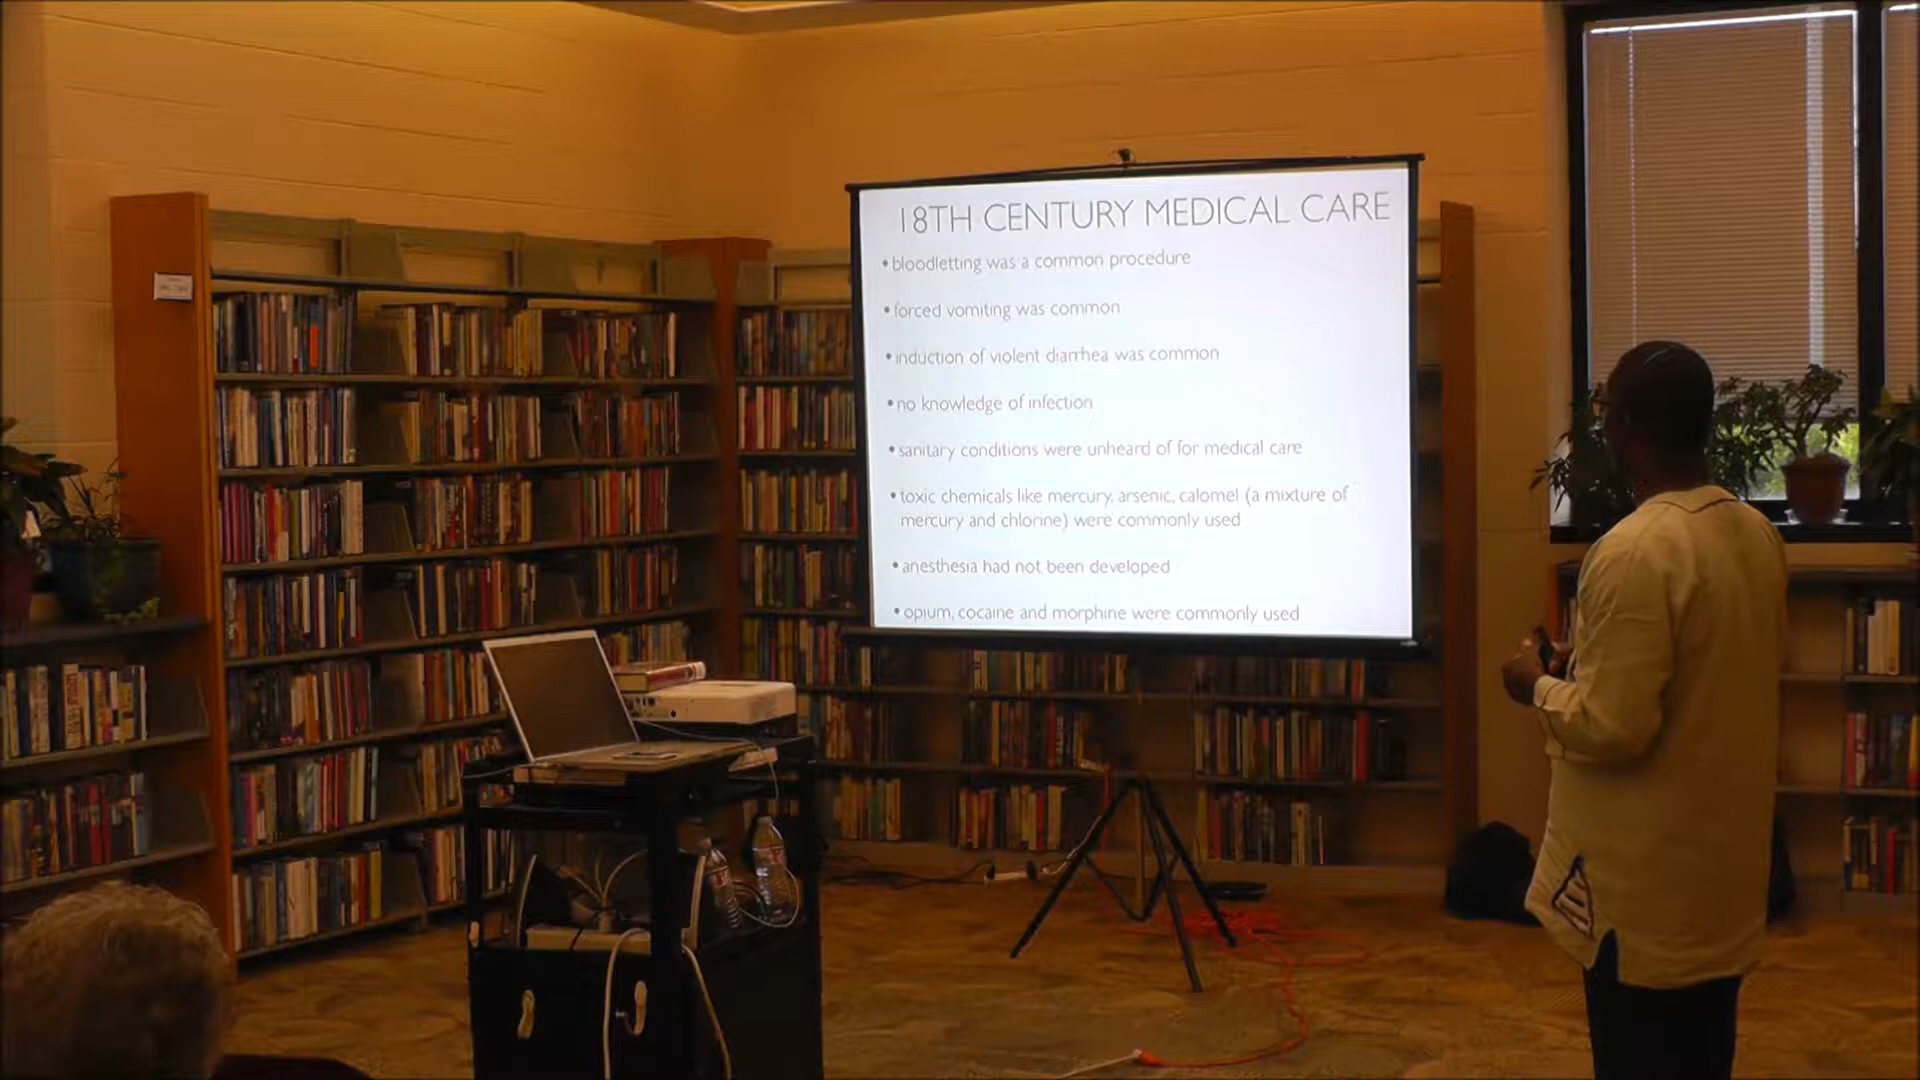 18TH CENTURY MEDICAL CARE
• bloodletting was a common procedure
• forced vomiting was common
• induction of violent diarrhea was common
• no knowledge of infection
• sanitary conditions were unheard of for medical care
• toxic chemicals like mercury, arsenic, calomel (a mixture of
mercury and chlorine) were commonly used
• anesthesia had not been developed
• opium, cocaine and morphine were commonly used